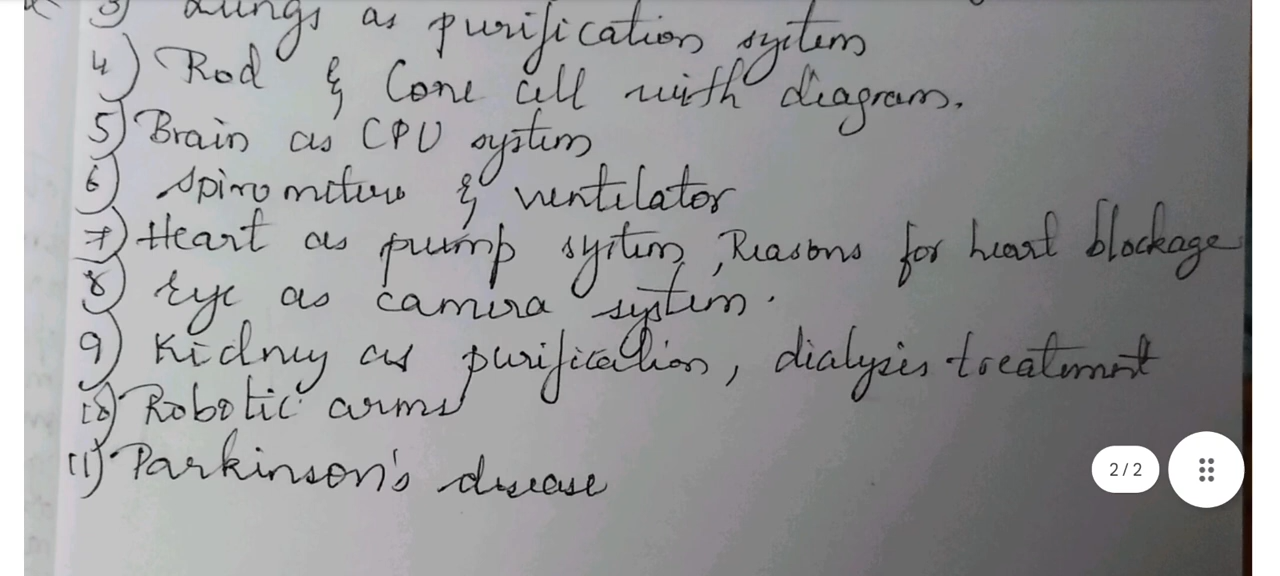 3) Lungs as purification system
4) Rod & Cone cell with diagram.
5) Brain as CPU system
6) Spirometer & ventilator
7) Heart as pump system, Reasons for heart blockage
8) Eye as camera system.
9) Kidney as purification, dialysis treatment
10) Robotic arms
11) Parkinson's disease
2 / 2